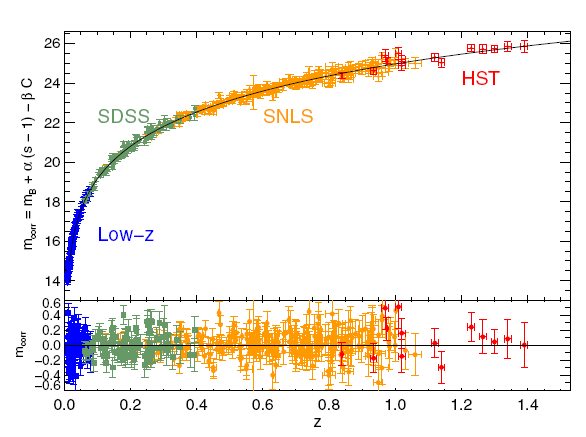 26
24
22
20
18
16
14
m_corr = m_B + α (s − 1) − β C
SDSS
SNLS
HST
Low−z
0.6
0.4
0.2
0.0
−0.2
−0.4
−0.6
m_corr
0.0 0.2 0.4 0.6 0.8 1.0 1.2 1.4
z